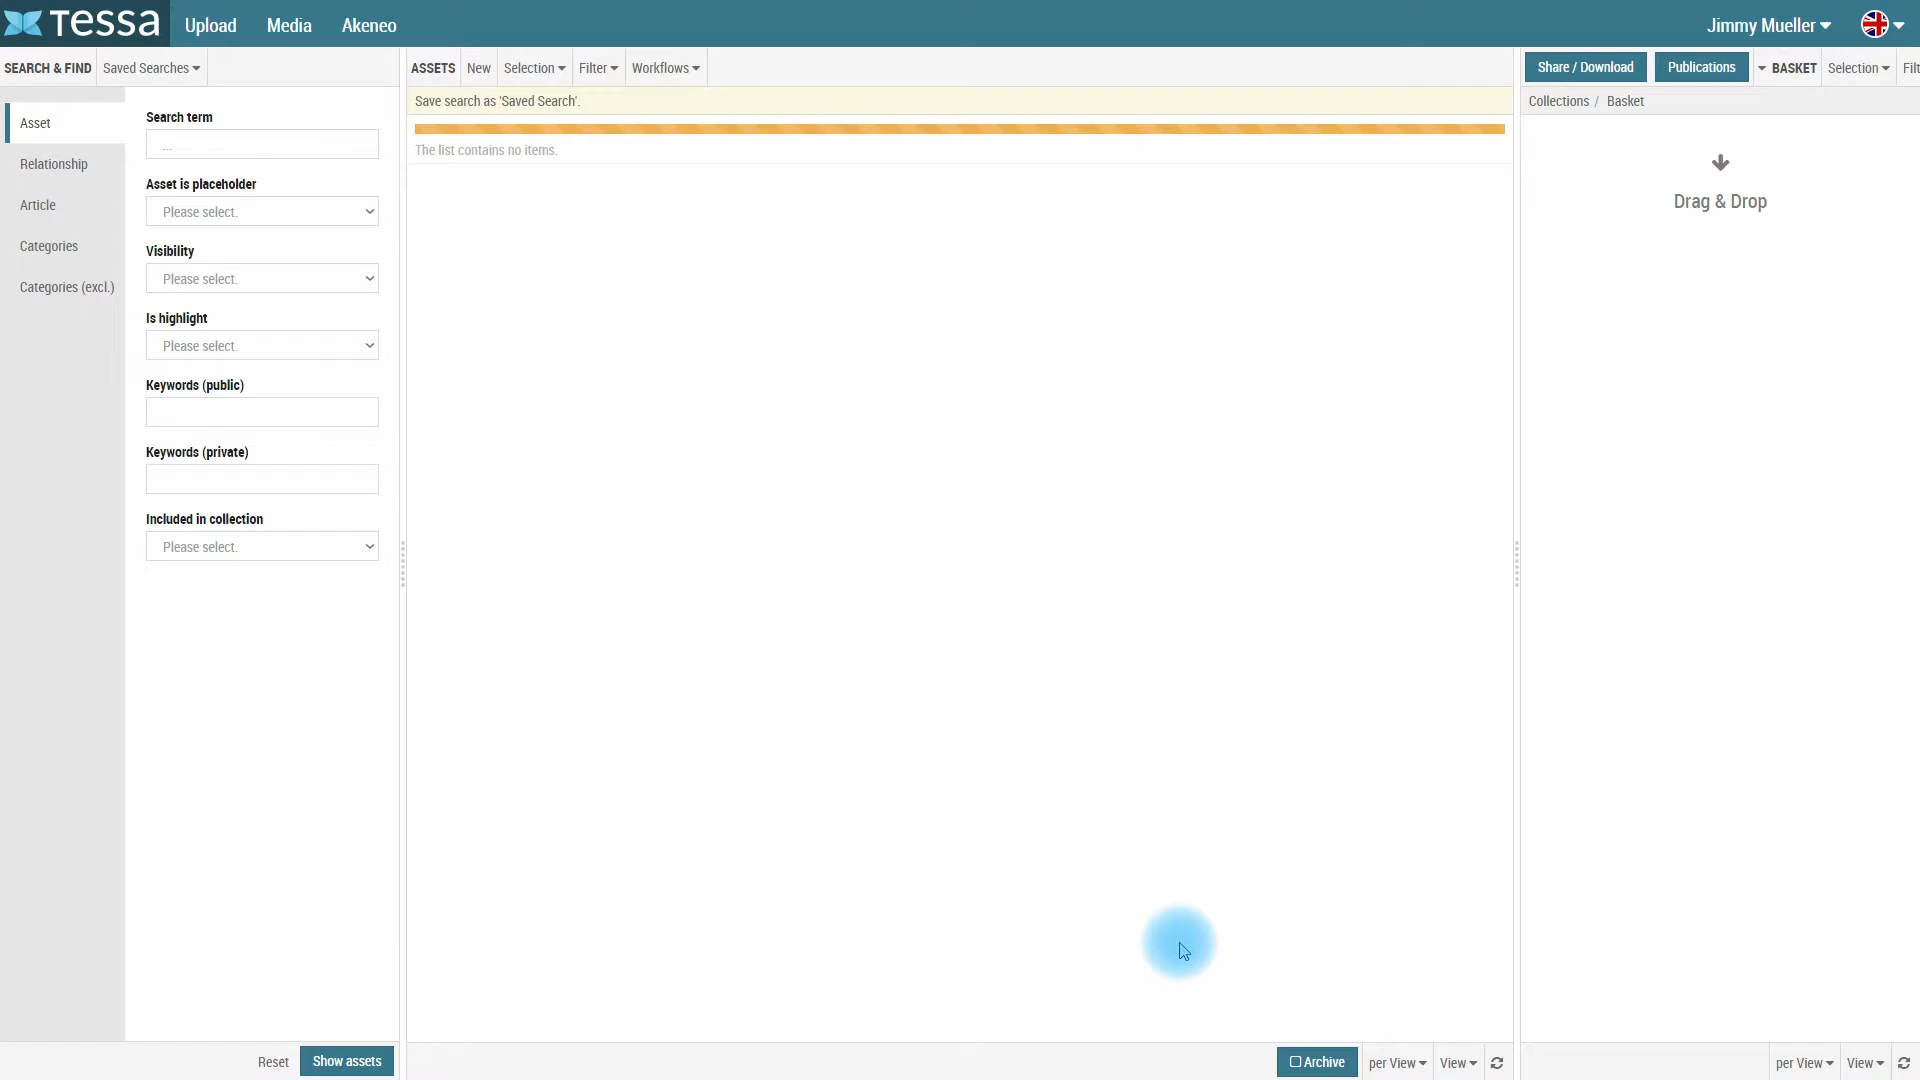 Tessa Upload Media Akeneo Jimmy Mueller
SEARCH & FIND Saved Searches
Asset
Relationship
Article
Categories
Categories (excl.)
Search term
...
Asset is placeholder
Please select.
Visibility
Please select.
Is highlight
Please select.
Keywords (public)
Keywords (private)
Included in collection
Please select.
Reset Show assets
ASSETS New Selection Filter Workflows
Save search as 'Saved Search'.
The list contains no items.
Archive per View View
Share / Download Publications BASKET Selection Filt
Collections / Basket
Drag & Drop
per View View